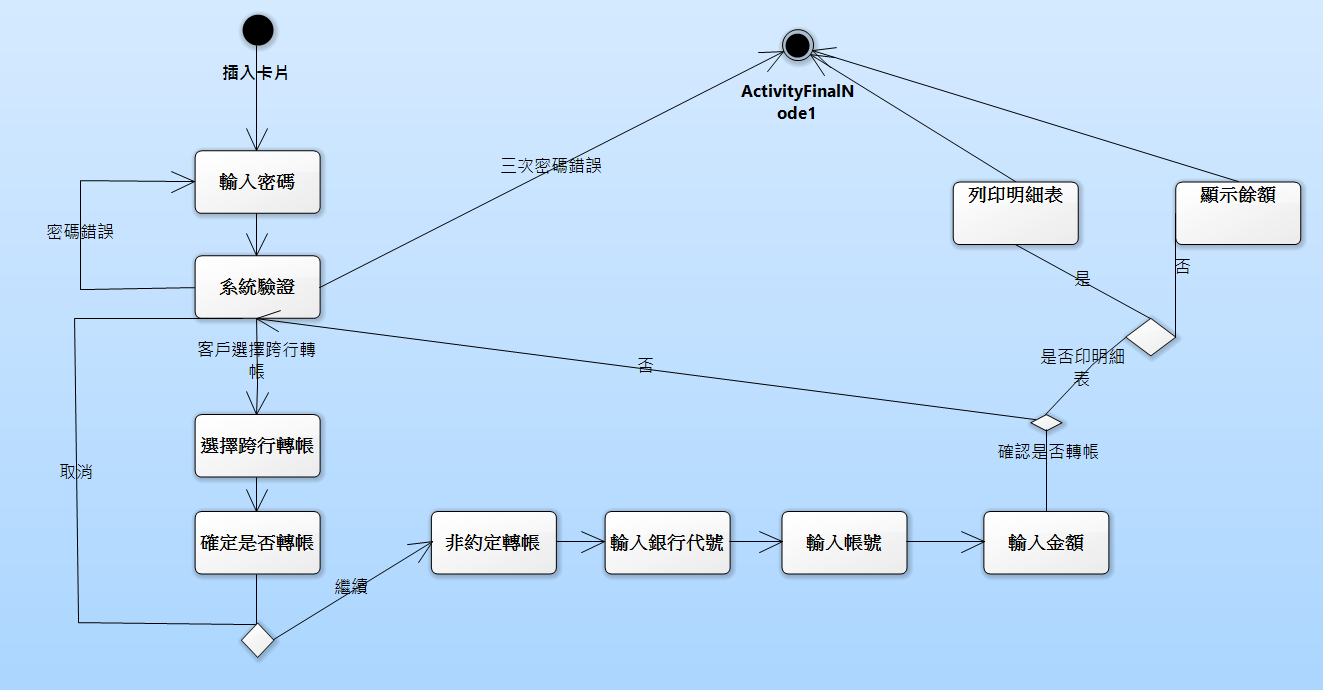 插入卡片
ActivityFinalN
ode1
三次密碼錯誤
輸入密碼
列印明細表
顯示餘額
密碼錯誤
是
否
系統驗證
客戶選擇跨行轉
帳
否
是否印明細
表
選擇跨行轉帳
確認是否轉帳
取消
確定是否轉帳
非約定轉帳
輸入銀行代號
輸入帳號
輸入金額
繼續